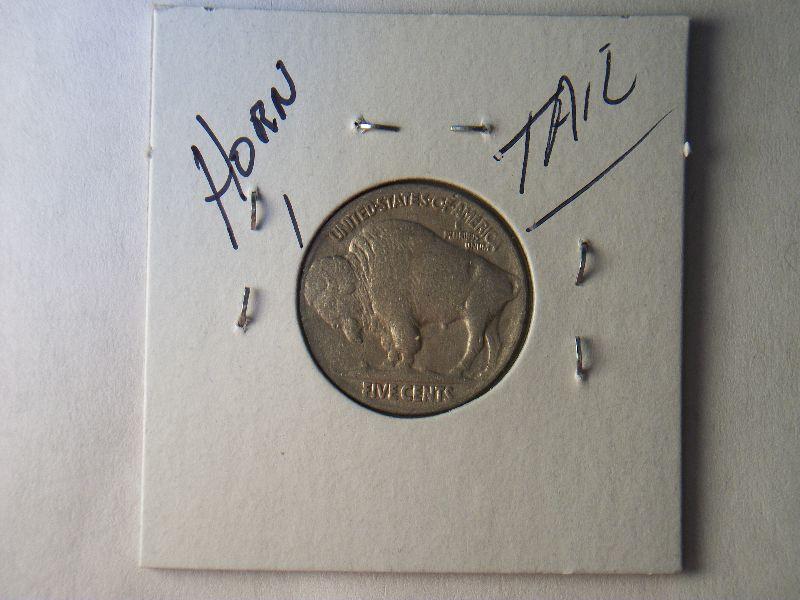 HORN
TAIL
UNITED·STATES·OF·AMERICA
E PLURIBUS
UNUM
FIVE CENTS